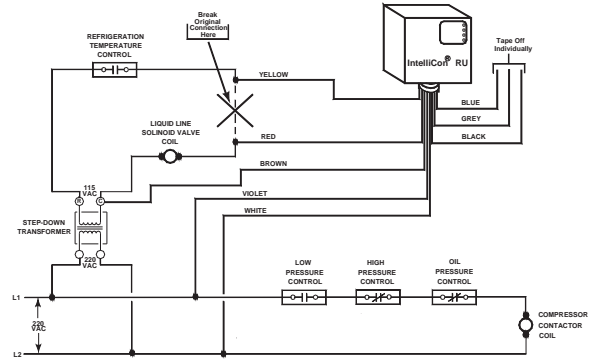 Break
Original
Connection
Here
REFRIGERATION
TEMPERATURE
CONTROL
IntelliCon® RU
Tape Off
Individually
YELLOW
BLUE
GREY
BLACK
LIQUID LINE
SOLINOID VALVE
COIL
RED
BROWN
VIOLET
WHITE
115
VAC
R
C
STEP-DOWN
TRANSFORMER
220
VAC
LOW
PRESSURE
CONTROL
HIGH
PRESSURE
CONTROL
OIL
PRESSURE
CONTROL
L1
220
VAC
L2
COMPRESSOR
CONTACTOR
COIL